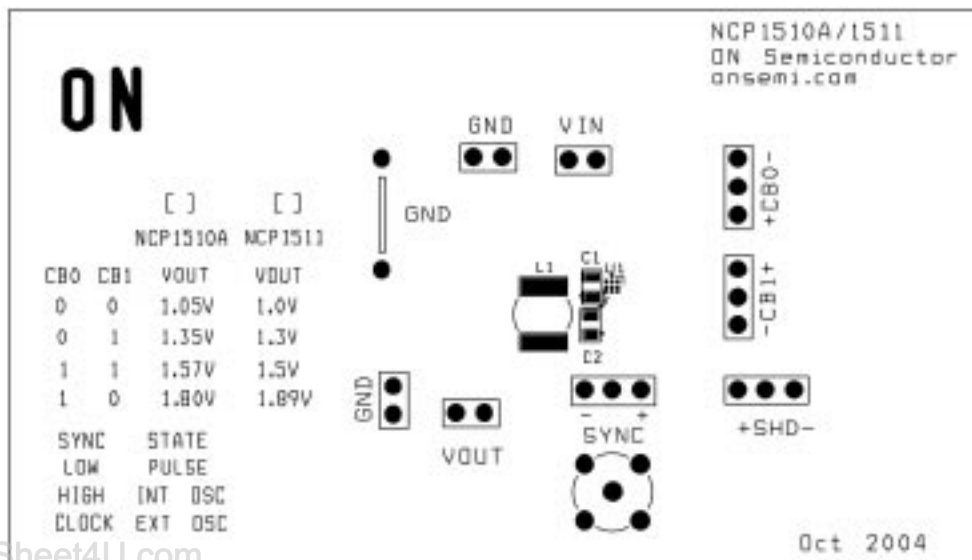 NCP1510A/1511
ON Semiconductor
onsemi.com
ON
GND VIN
+CB0-
GND
[ ] [ ]
NCP1510A NCP1511
CB0 CB1 VOUT VOUT
0 0 1.05V 1.0V
0 1 1.35V 1.3V
1 1 1.57V 1.5V
1 0 1.80V 1.89V
L1 C1 U1
-CB1+
C2
GND
VOUT
- +
SYNC
+SHD-
SYNC STATE
LOW PULSE
HIGH INT OSC
CLOCK EXT OSC
Sheet4U.com
Oct 2004